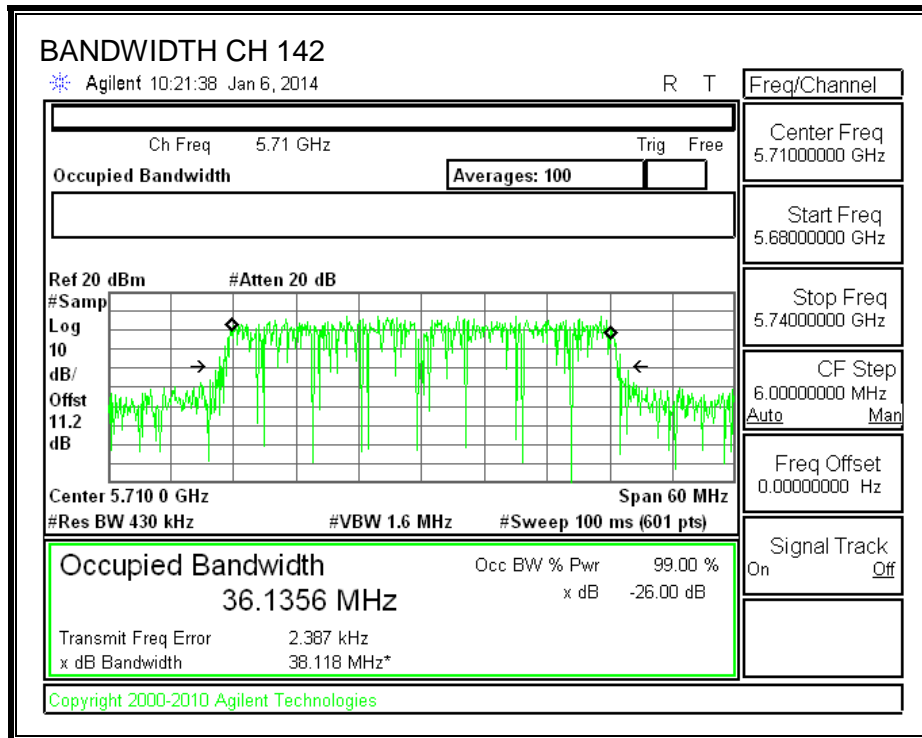 BANDWIDTH CH 142
Agilent 10:21:38 Jan 6, 2014 R T
Freq/Channel
Ch Freq 5.71 GHz Trig Free
Occupied Bandwidth Averages: 100
Center Freq
5.71000000 GHz
Start Freq
5.68000000 GHz
Stop Freq
5.74000000 GHz
CF Step
6.00000000 MHz
Auto Man
Freq Offset
0.00000000 Hz
Signal Track
On Off
Ref 20 dBm #Atten 20 dB
#Samp
Log
10
dB/
Offst
11.2
dB
Center 5.710 0 GHz Span 60 MHz
#Res BW 430 kHz #VBW 1.6 MHz #Sweep 100 ms (601 pts)
Occupied Bandwidth Occ BW % Pwr 99.00 %
36.1356 MHz x dB -26.00 dB
Transmit Freq Error 2.387 kHz
x dB Bandwidth 38.118 MHz*
Copyright 2000-2010 Agilent Technologies